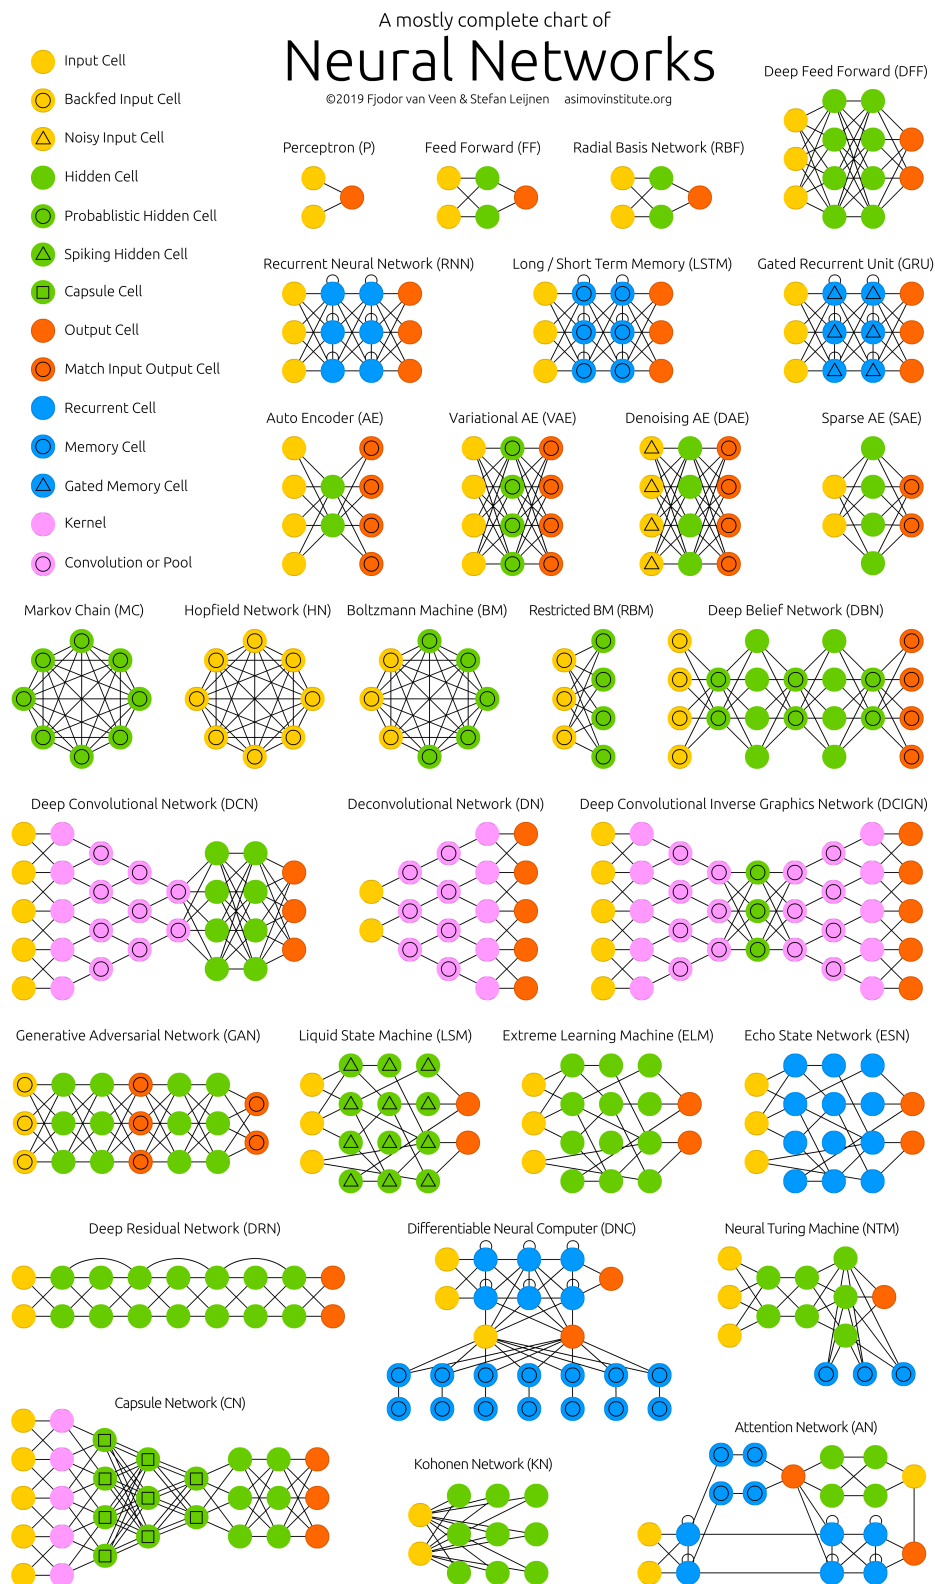 A mostly complete chart of
Neural Networks
©2019 Fjodor van Veen & Stefan Leijnen asimovinstitute.org
Input Cell
Backfed Input Cell
Noisy Input Cell
Hidden Cell
Probablistic Hidden Cell
Spiking Hidden Cell
Capsule Cell
Output Cell
Match Input Output Cell
Recurrent Cell
Memory Cell
Gated Memory Cell
Kernel
Convolution or Pool
Deep Feed Forward (DFF)
Perceptron (P)
Feed Forward (FF)
Radial Basis Network (RBF)
Recurrent Neural Network (RNN)
Long / Short Term Memory (LSTM)
Gated Recurrent Unit (GRU)
Auto Encoder (AE)
Variational AE (VAE)
Denoising AE (DAE)
Sparse AE (SAE)
Markov Chain (MC)
Hopfield Network (HN)
Boltzmann Machine (BM)
Restricted BM (RBM)
Deep Belief Network (DBN)
Deep Convolutional Network (DCN)
Deconvolutional Network (DN)
Deep Convolutional Inverse Graphics Network (DCIGN)
Generative Adversarial Network (GAN)
Liquid State Machine (LSM)
Extreme Learning Machine (ELM)
Echo State Network (ESN)
Deep Residual Network (DRN)
Differentiable Neural Computer (DNC)
Neural Turing Machine (NTM)
Capsule Network (CN)
Kohonen Network (KN)
Attention Network (AN)